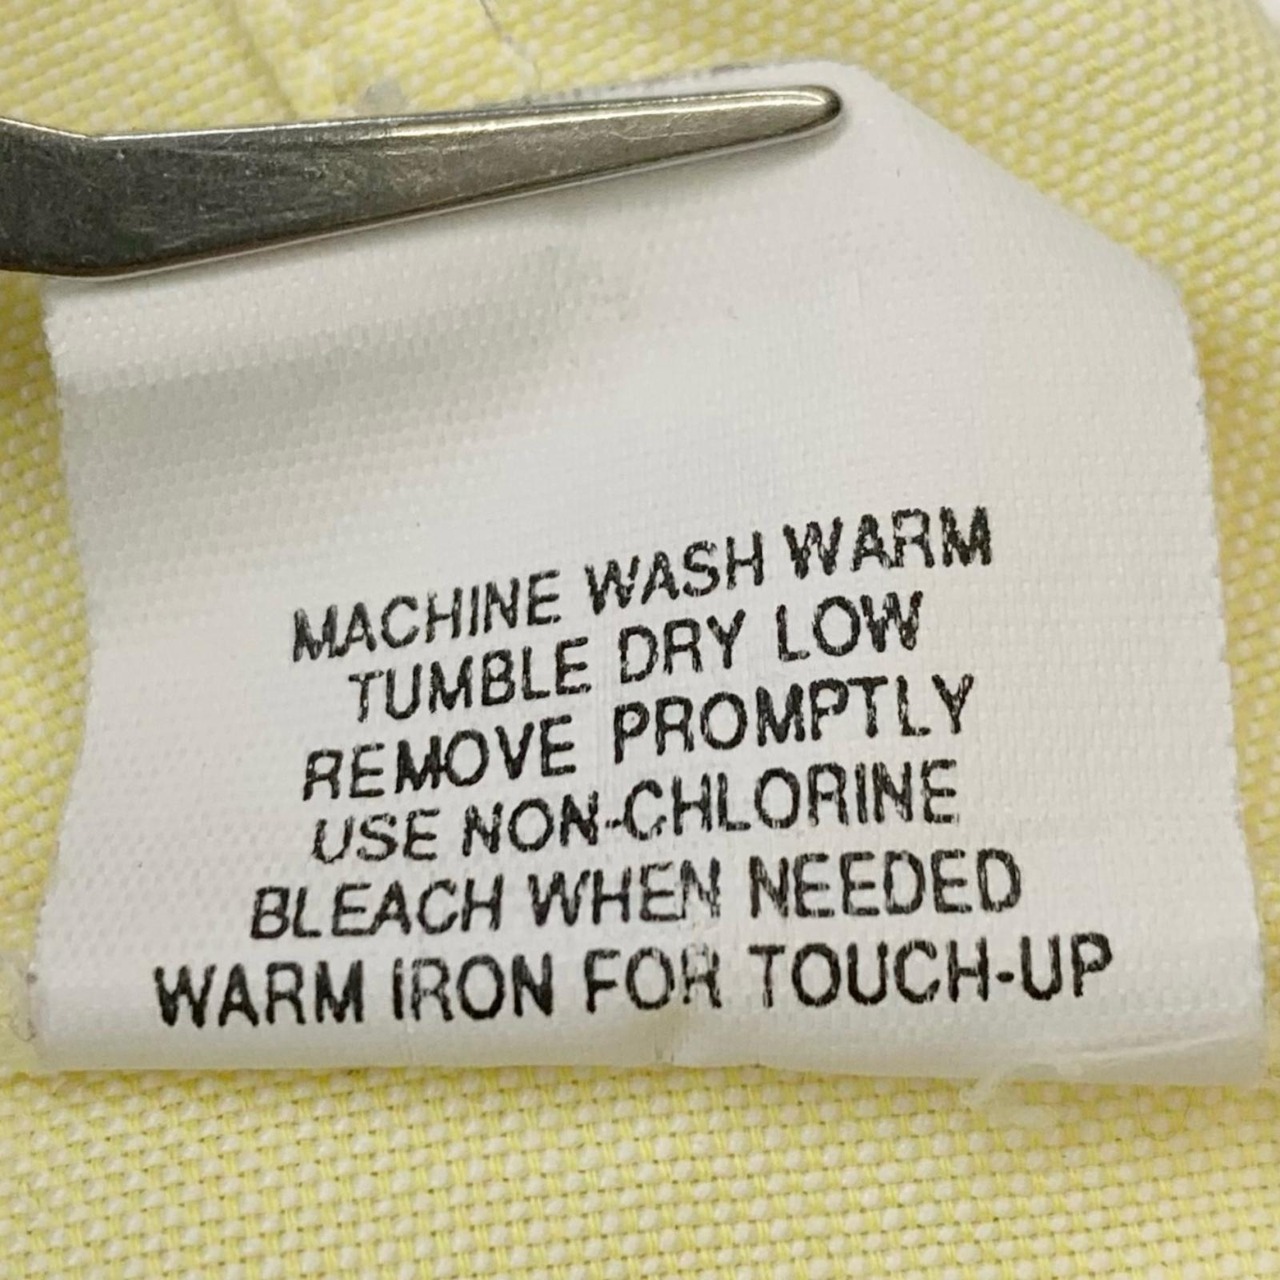 MACHINE WASH WARM
TUMBLE DRY LOW
REMOVE PROMPTLY
USE NON-CHLORINE
BLEACH WHEN NEEDED
WARM IRON FOR TOUCH-UP